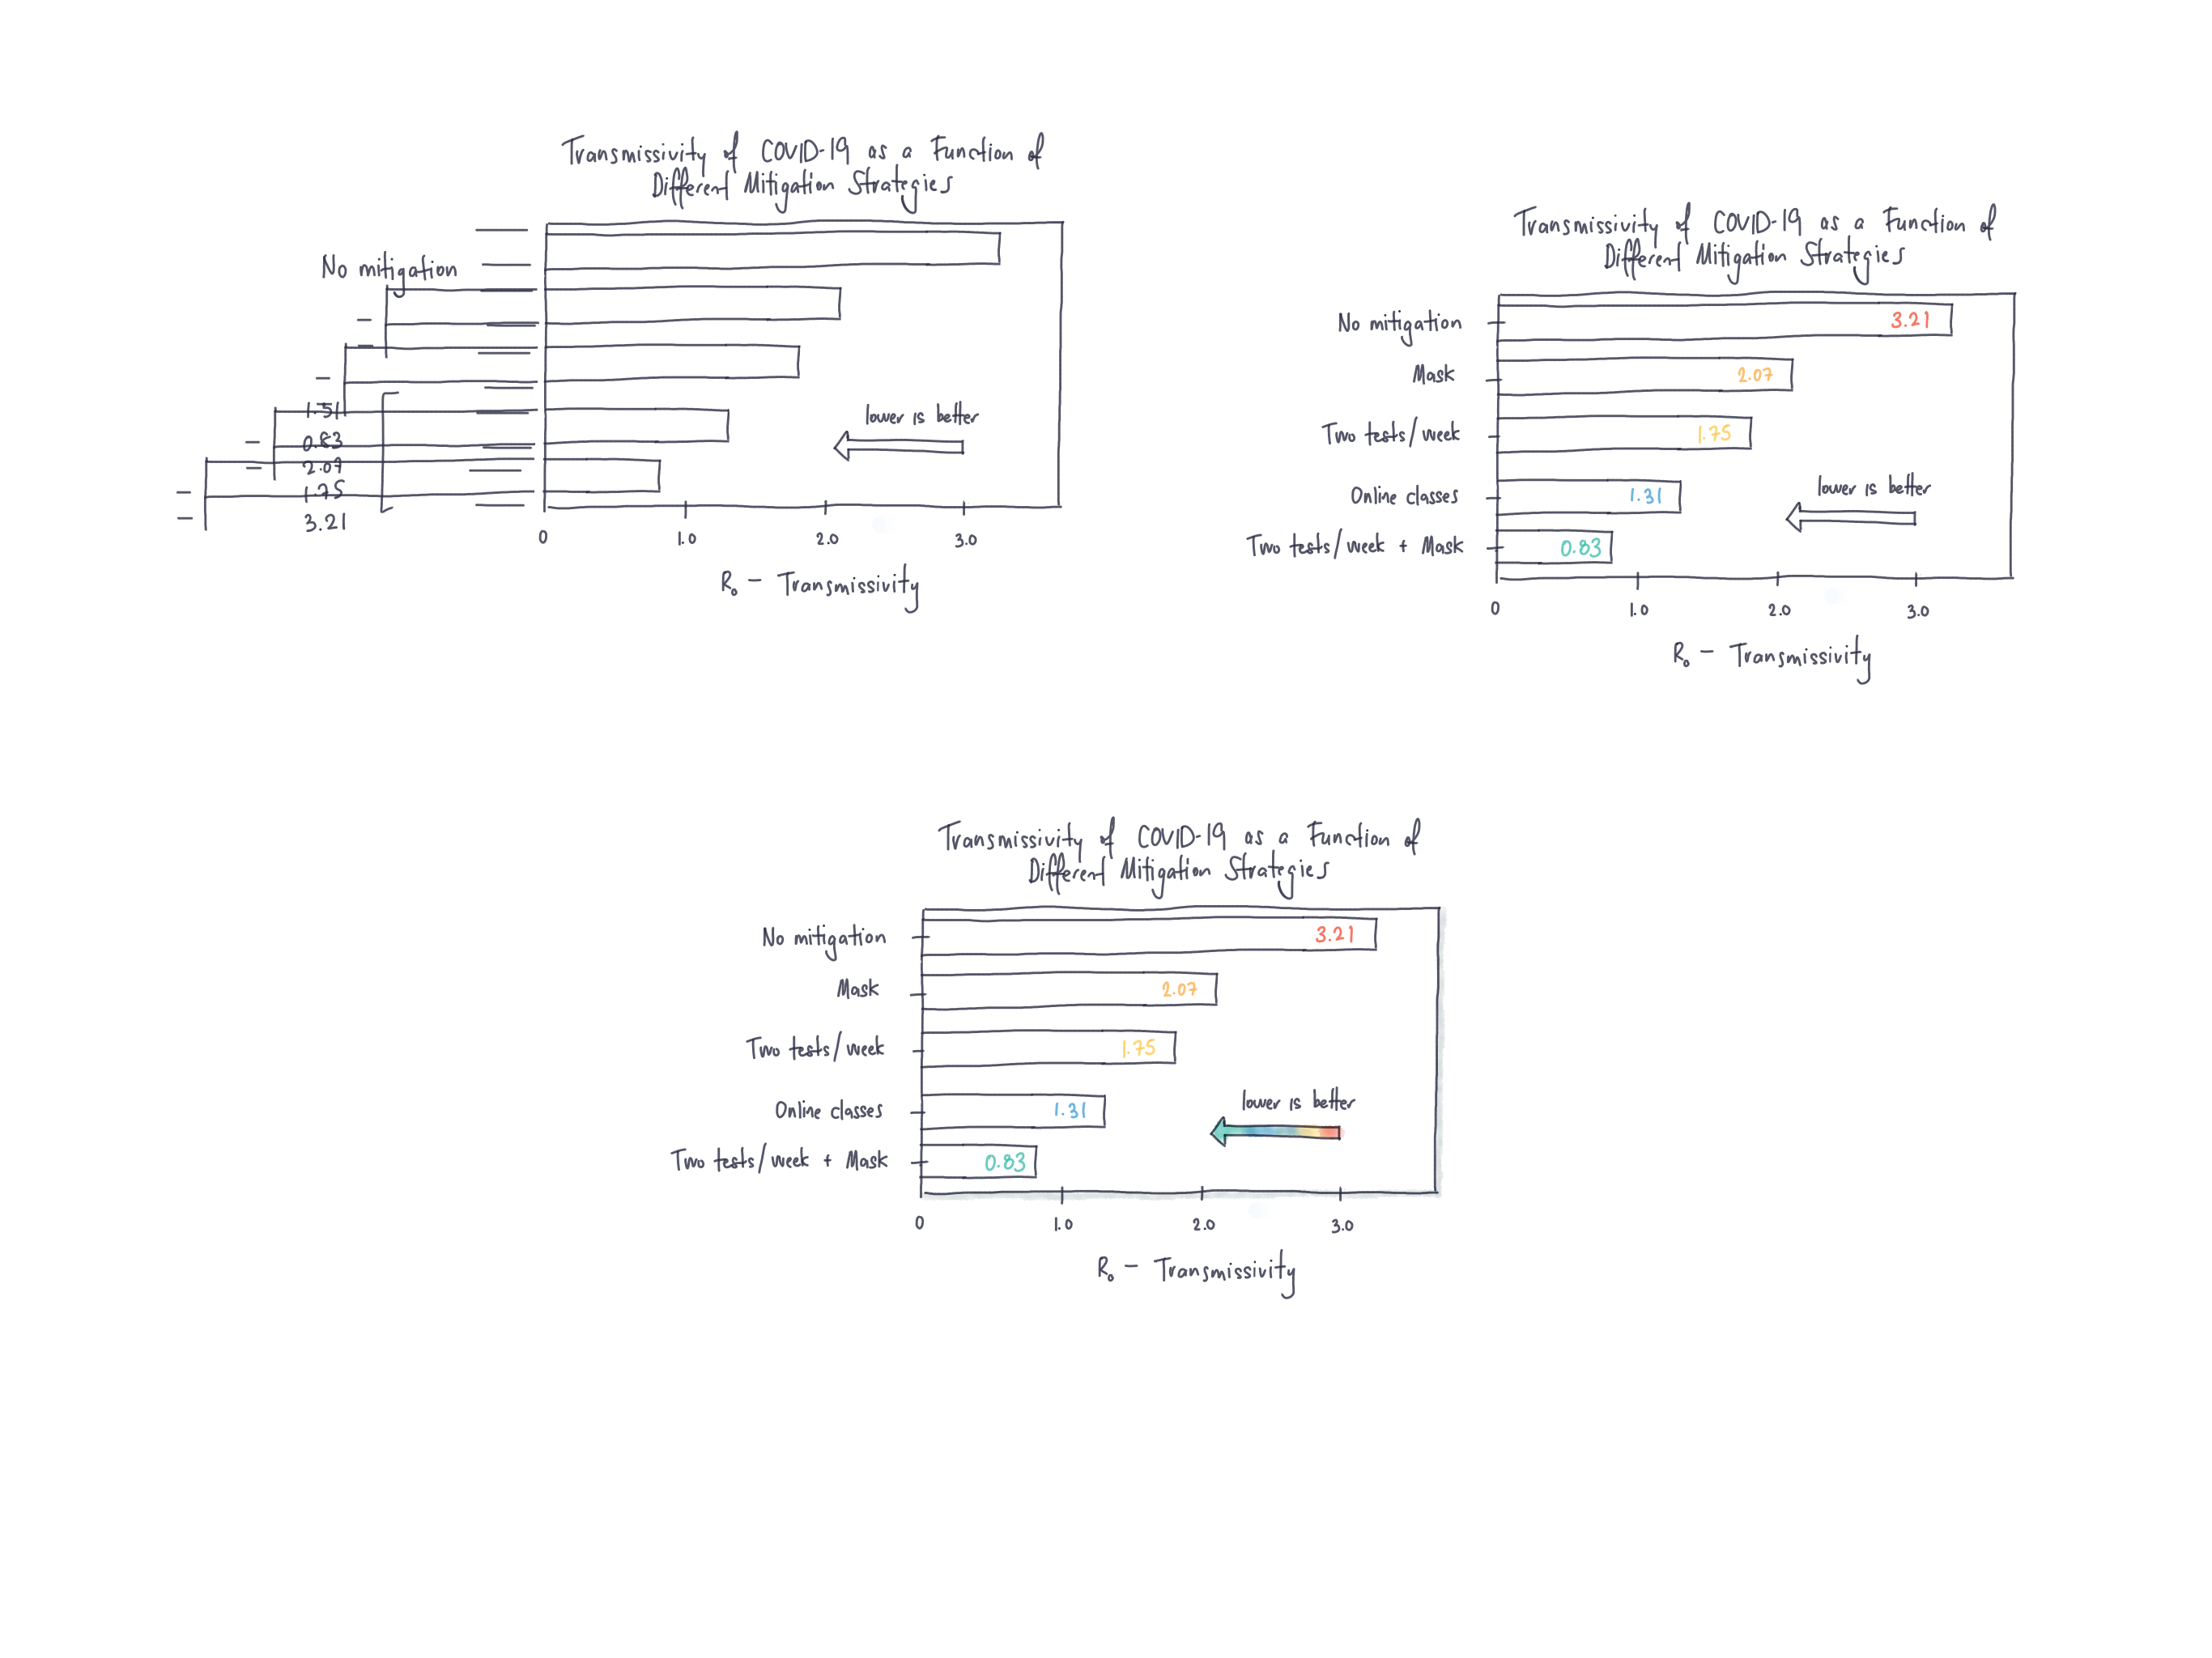 Transmissivity of COVID-19 as a Function of
Different Mitigation Strategies
No mitigation
1.51
0.83
2.07
1.75
3.21
lower is better
0 1.0 2.0 3.0
R₀ - Transmissivity
Transmissivity of COVID-19 as a Function of
Different Mitigation Strategies
No mitigation 3.21
Mask 2.07
Two tests/week 1.75
Online classes 1.31
lower is better
Two tests/week + Mask 0.83
0 1.0 2.0 3.0
R₀ - Transmissivity
Transmissivity of COVID-19 as a Function of
Different Mitigation Strategies
No mitigation 3.21
Mask 2.07
Two tests/week 1.75
Online classes 1.31
lower is better
Two tests/week + Mask 0.83
0 1.0 2.0 3.0
R₀ - Transmissivity